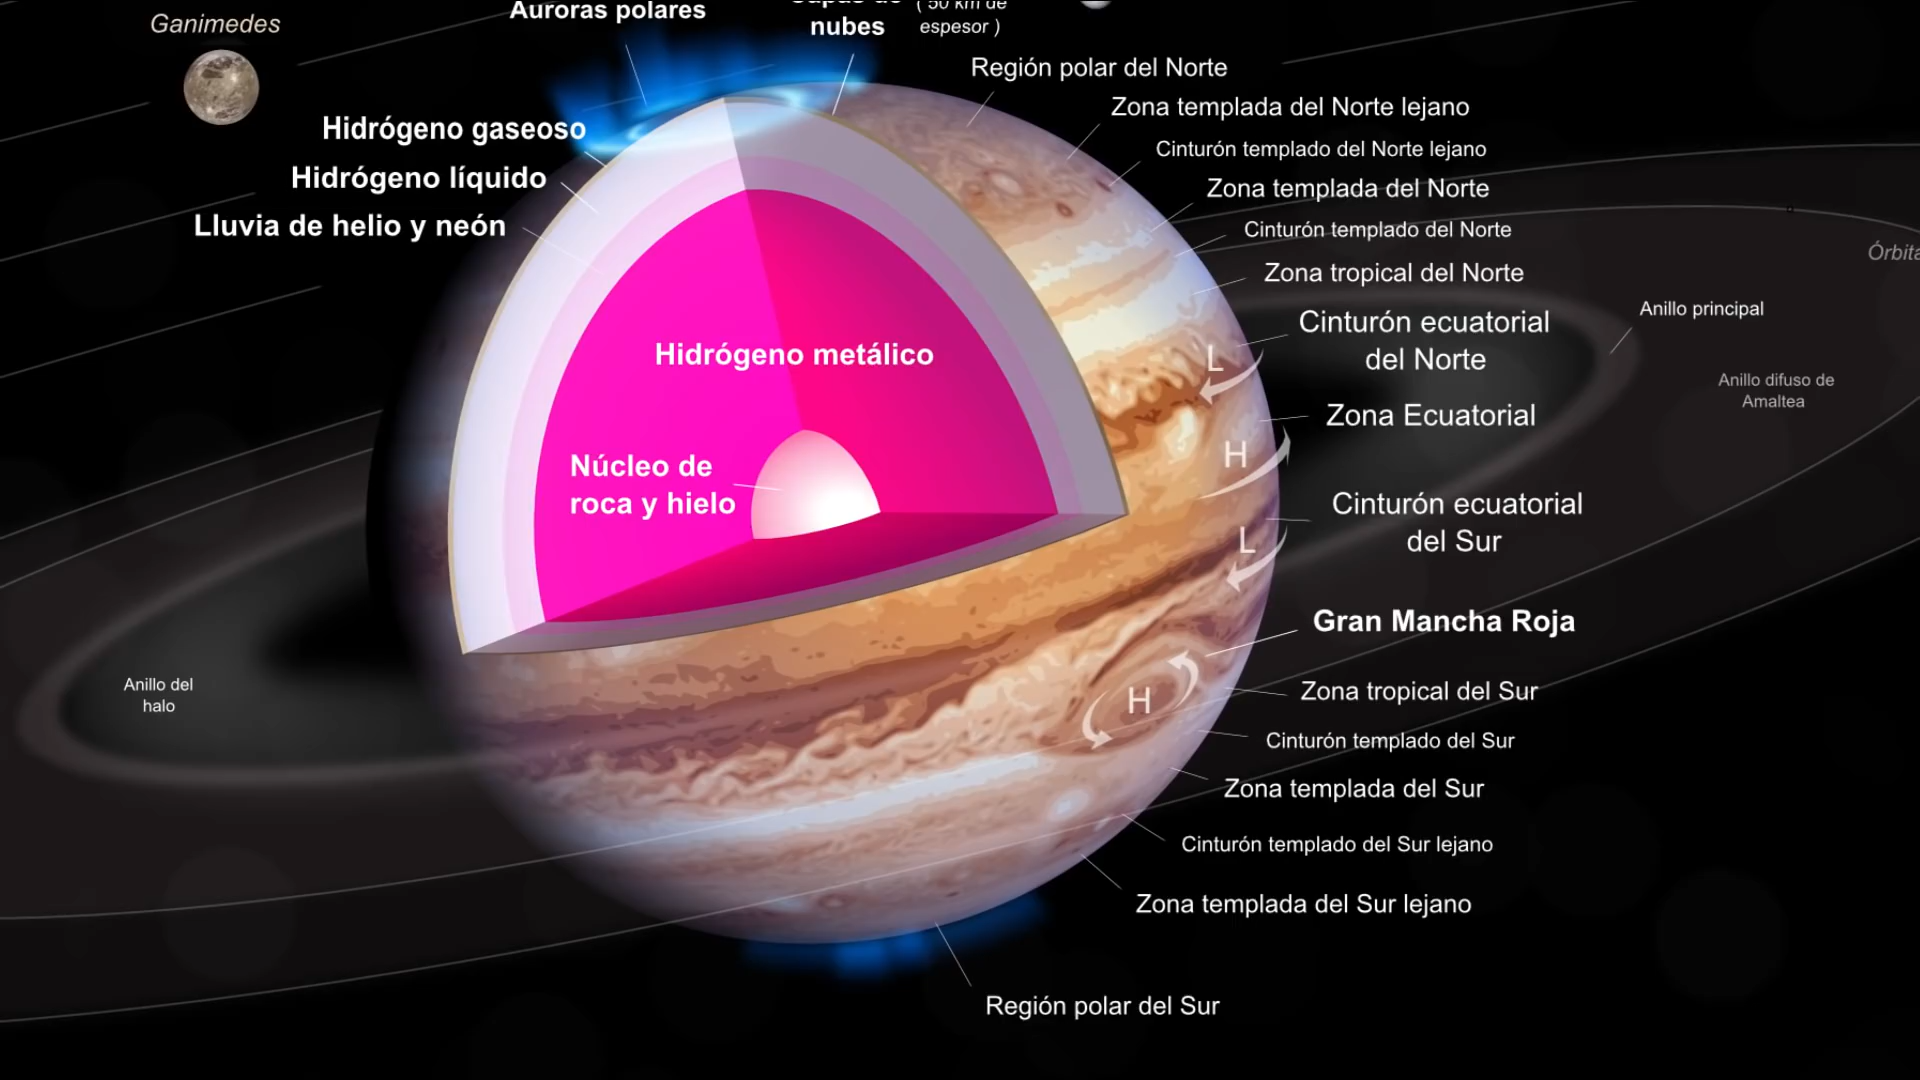 Ganimedes
Auroras polares
nubes
( 50 km de
espesor )
Región polar del Norte
Zona templada del Norte lejano
Hidrógeno gaseoso
Cinturón templado del Norte lejano
Hidrógeno líquido
Zona templada del Norte
Lluvia de helio y neón
Cinturón templado del Norte
Zona tropical del Norte
Anillo principal
Cinturón ecuatorial
del Norte
L
Hidrógeno metálico
Anillo difuso de
Amaltea
Zona Ecuatorial
H
Núcleo de
roca y hielo
Cinturón ecuatorial
del Sur
L
Gran Mancha Roja
Anillo del
halo
H
Zona tropical del Sur
Cinturón templado del Sur
Zona templada del Sur
Cinturón templado del Sur lejano
Zona templada del Sur lejano
Región polar del Sur